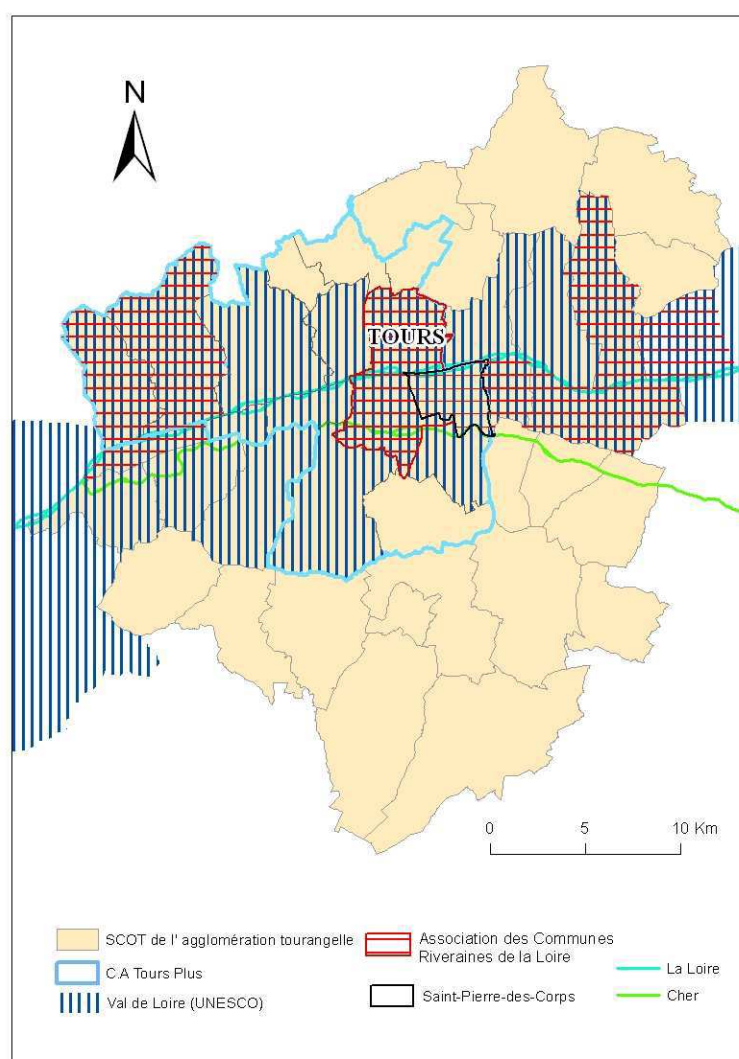 N
TOURS
0 5 10 Km
SCOT de l' agglomération tourangelle
C.A Tours Plus
Val de Loire (UNESCO)
Association des Communes
Riveraines de la Loire
Saint-Pierre-des-Corps
La Loire
Cher